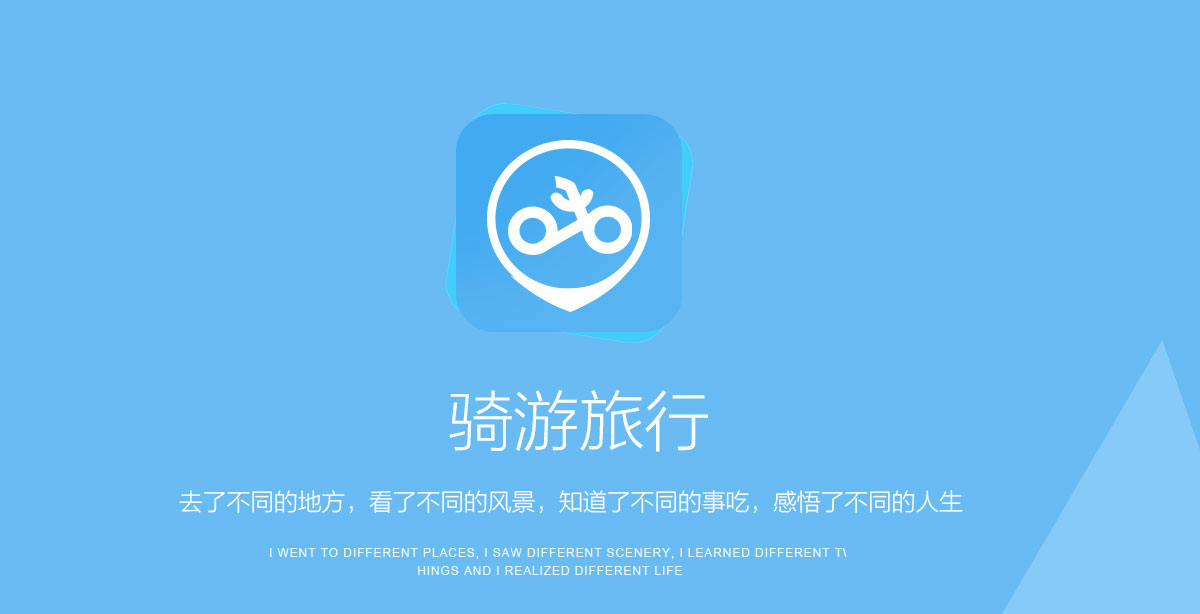 骑游旅行
去了不同的地方，看了不同的风景，知道了不同的事吃，感悟了不同的人生
I WENT TO DIFFERENT PLACES, I SAW DIFFERENT SCENERY, I LEARNED DIFFERENT T\
HINGS AND I REALIZED DIFFERENT LIFE